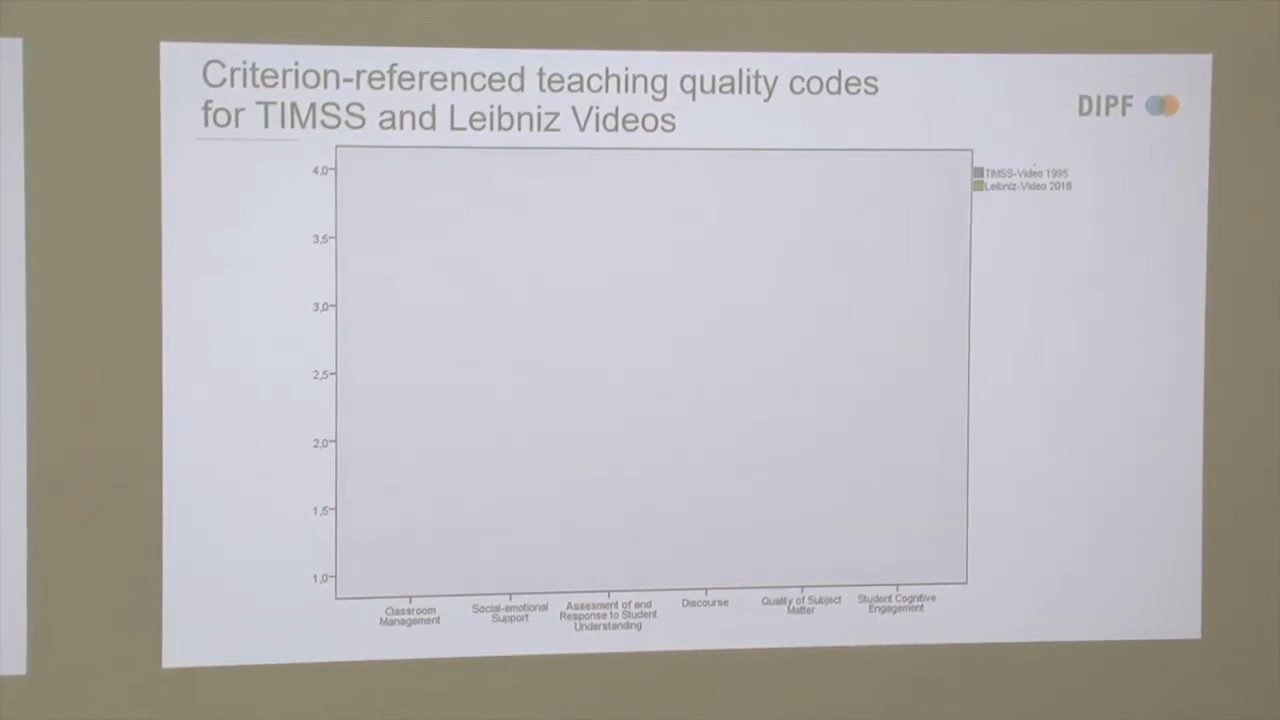 Criterion-referenced teaching quality codes
for TIMSS and Leibniz Videos
DIPF
4,0
3,5
3,0
2,5
2,0
1,5
1,0
TIMSS-Video 1995
Leibniz-Video 2018
Classroom
Management
Social-emotional
Support
Assesment of and
Response to Student
Understanding
Discourse
Quality of Subject
Matter
Student Cognitive
Engagement